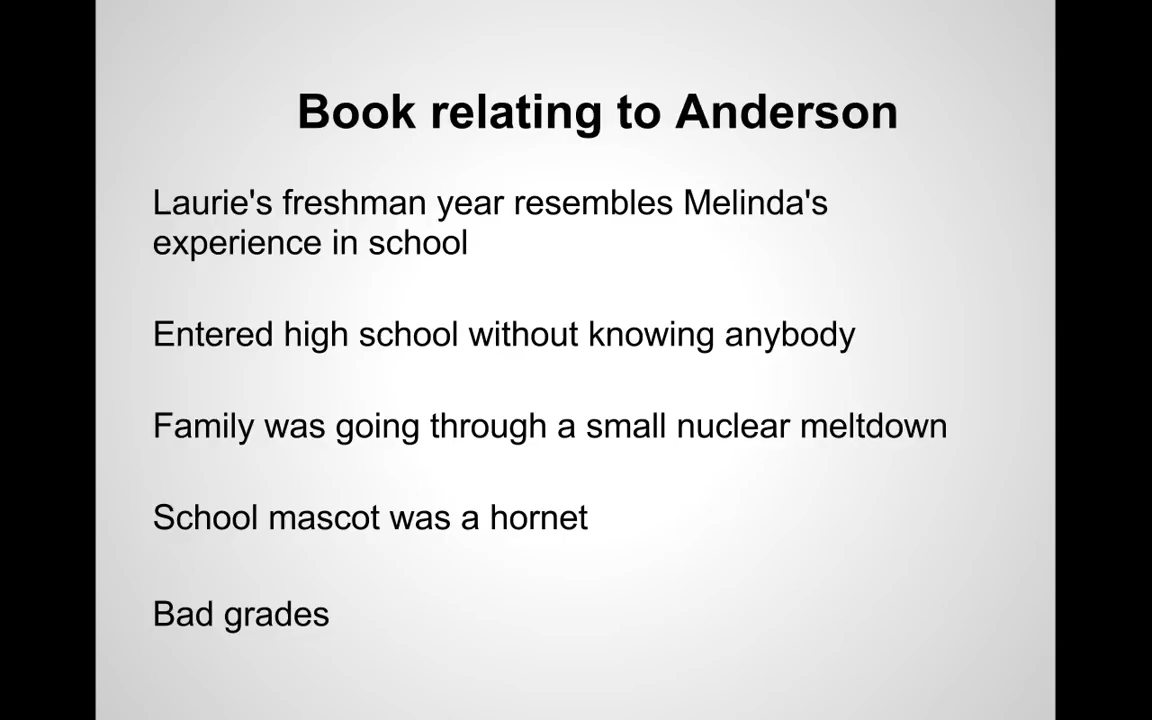 Book relating to Anderson
Laurie's freshman year resembles Melinda's
experience in school
Entered high school without knowing anybody
Family was going through a small nuclear meltdown
School mascot was a hornet
Bad grades